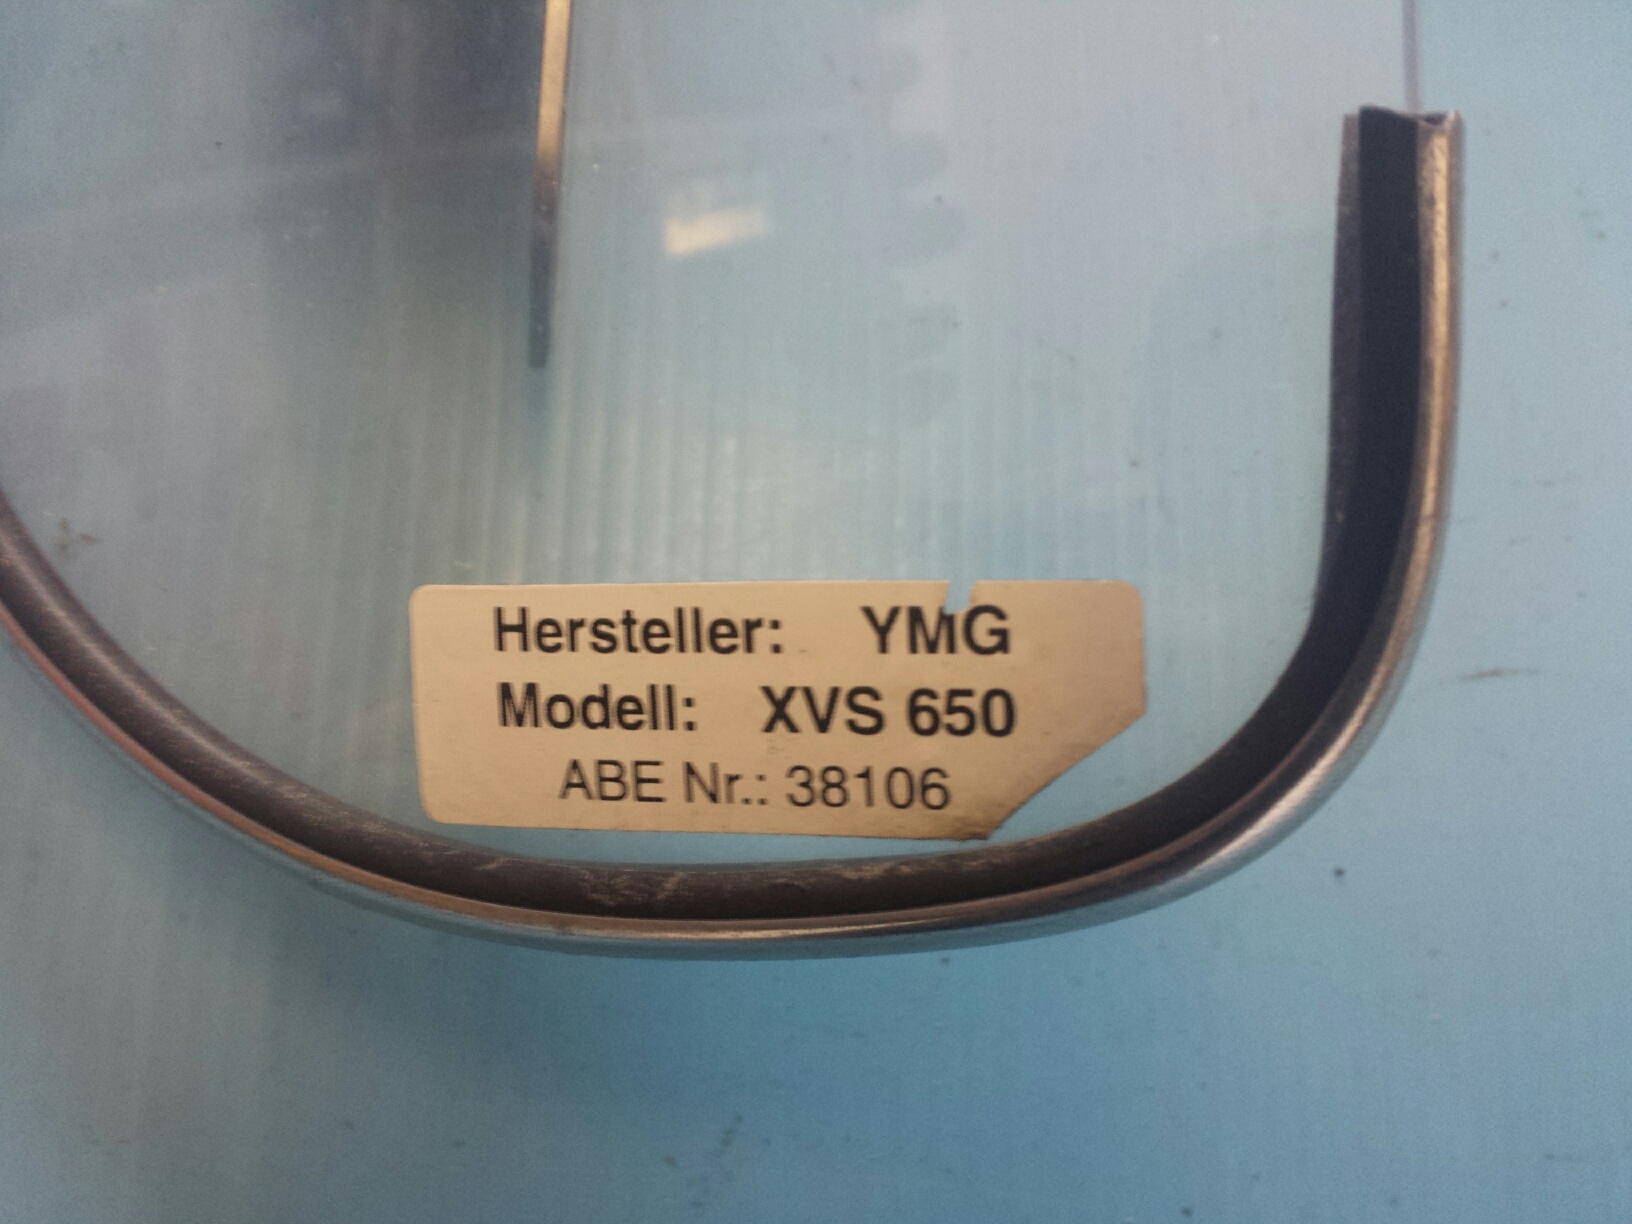 Hersteller: YMG
Modell: XVS 650
ABE Nr.: 38106